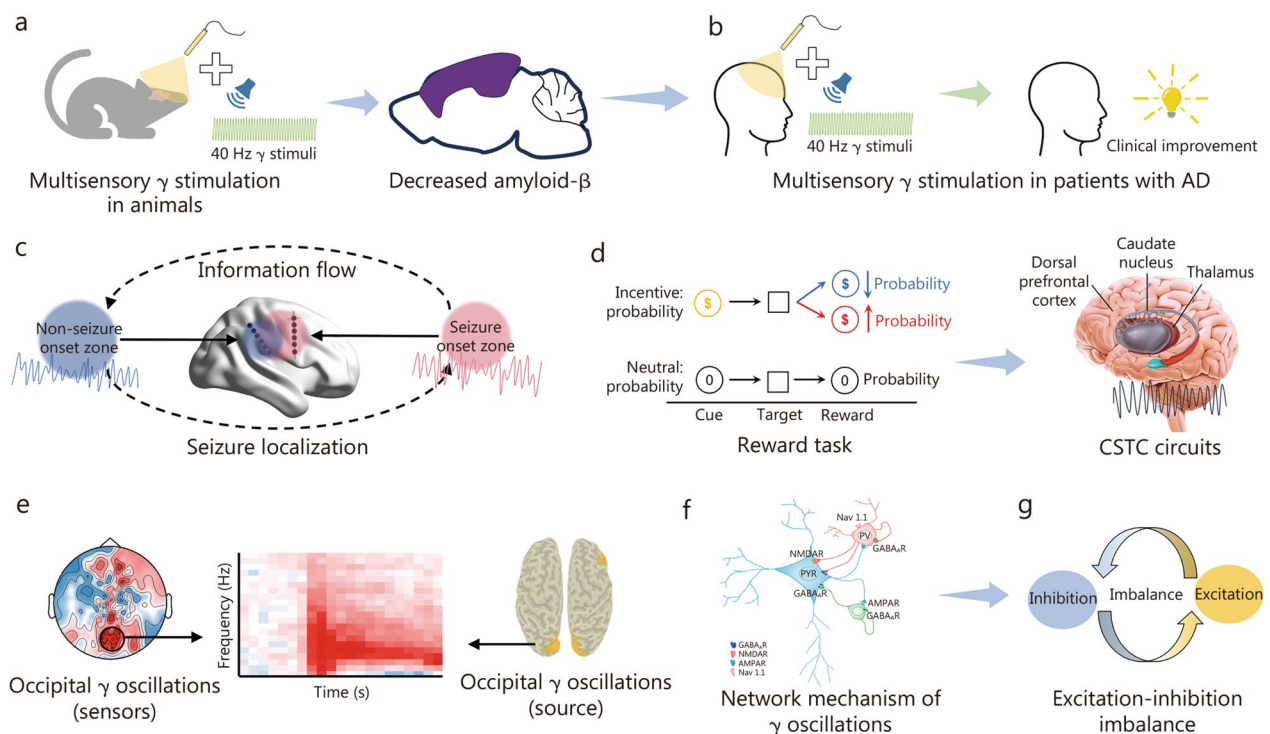 a
40 Hz γ stimuli
Multisensory γ stimulation
in animals
Decreased amyloid-β
b
40 Hz γ stimuli
Clinical improvement
Multisensory γ stimulation in patients with AD
c
Information flow
Non-seizure
onset zone
Seizure
onset zone
Seizure localization
d
Incentive:
probability
$
$
Probability
$
Probability
Neutral:
probability
0
0
Probability
Cue
Target
Reward
Reward task
Dorsal
prefrontal
cortex
Caudate
nucleus
Thalamus
CSTC circuits
e
Occipital γ oscillations
(sensors)
Frequency (Hz)
Time (s)
Occipital γ oscillations
(source)
f
Nav 1.1
PV
GABAₐR
NMDAR
PYR
GABAₐR
AMPAR
GABAₐR
GABAₐR
NMDAR
AMPAR
Nav 1.1
Network mechanism of
γ oscillations
g
Inhibition
Imbalance
Excitation
Excitation-inhibition
imbalance